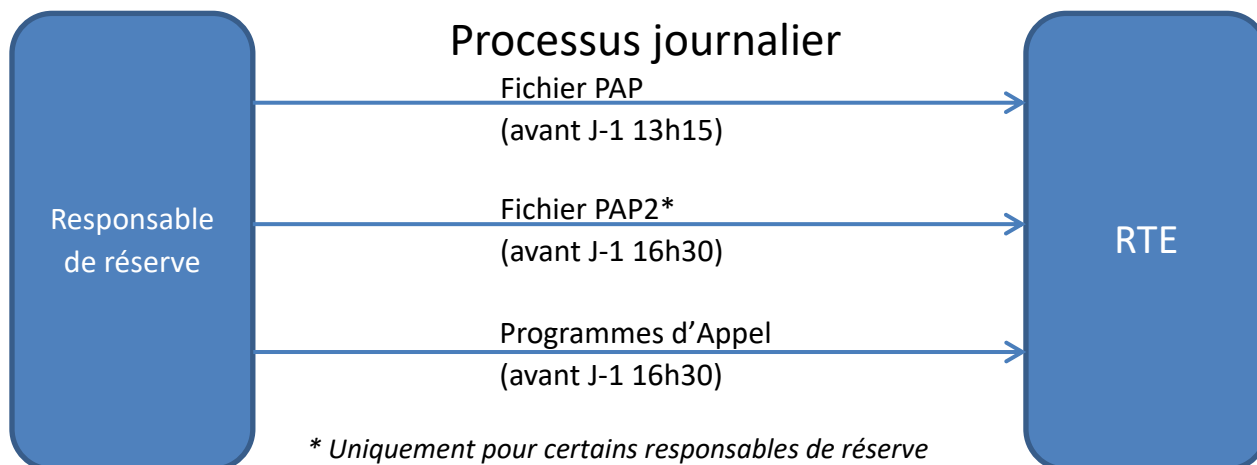 Processus journalier
Fichier PAP
(avant J-1 13h15)
Responsable
de réserve
Fichier PAP2*
(avant J-1 16h30)
RTE
Programmes d’Appel
(avant J-1 16h30)
* Uniquement pour certains responsables de réserve